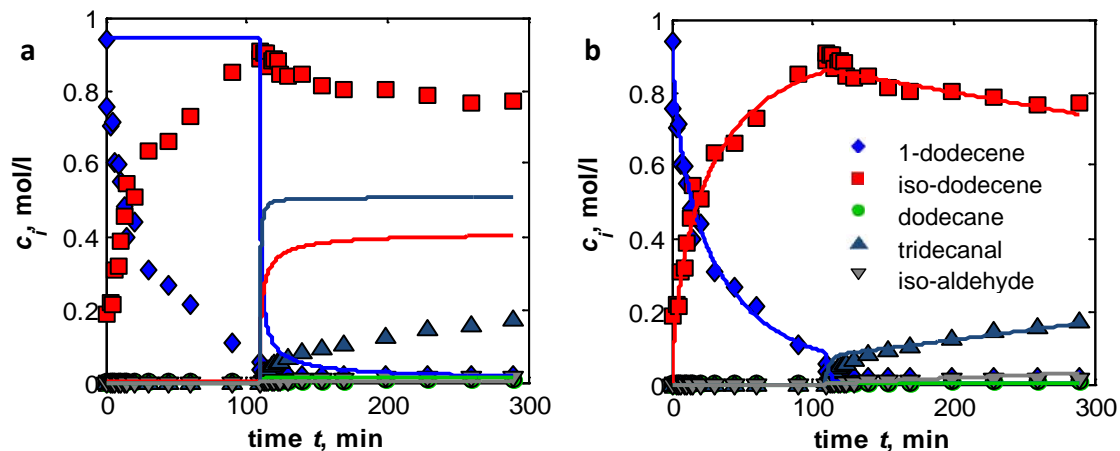 a
c_i, mol/l
1
0.8
0.6
0.4
0.2
0
0
100
200
300
time t, min
b
c_i, mol/l
1
0.8
0.6
0.4
0.2
0
1-dodecene
iso-dodecene
dodecane
tridecanal
iso-aldehyde
0
100
200
300
time t, min